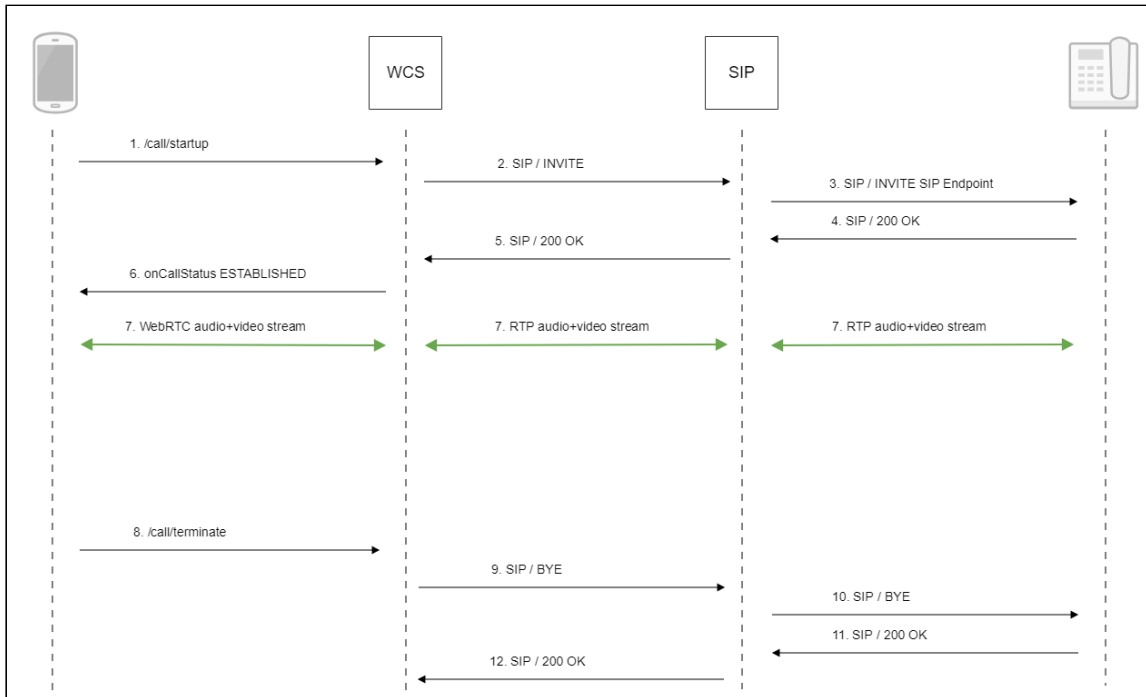 WCS
SIP
1. /call/startup
2. SIP / INVITE
3. SIP / INVITE SIP Endpoint
4. SIP / 200 OK
5. SIP / 200 OK
6. onCallStatus ESTABLISHED
7. WebRTC audio+video stream
7. RTP audio+video stream
7. RTP audio+video stream
8. /call/terminate
9. SIP / BYE
10. SIP / BYE
11. SIP / 200 OK
12. SIP / 200 OK